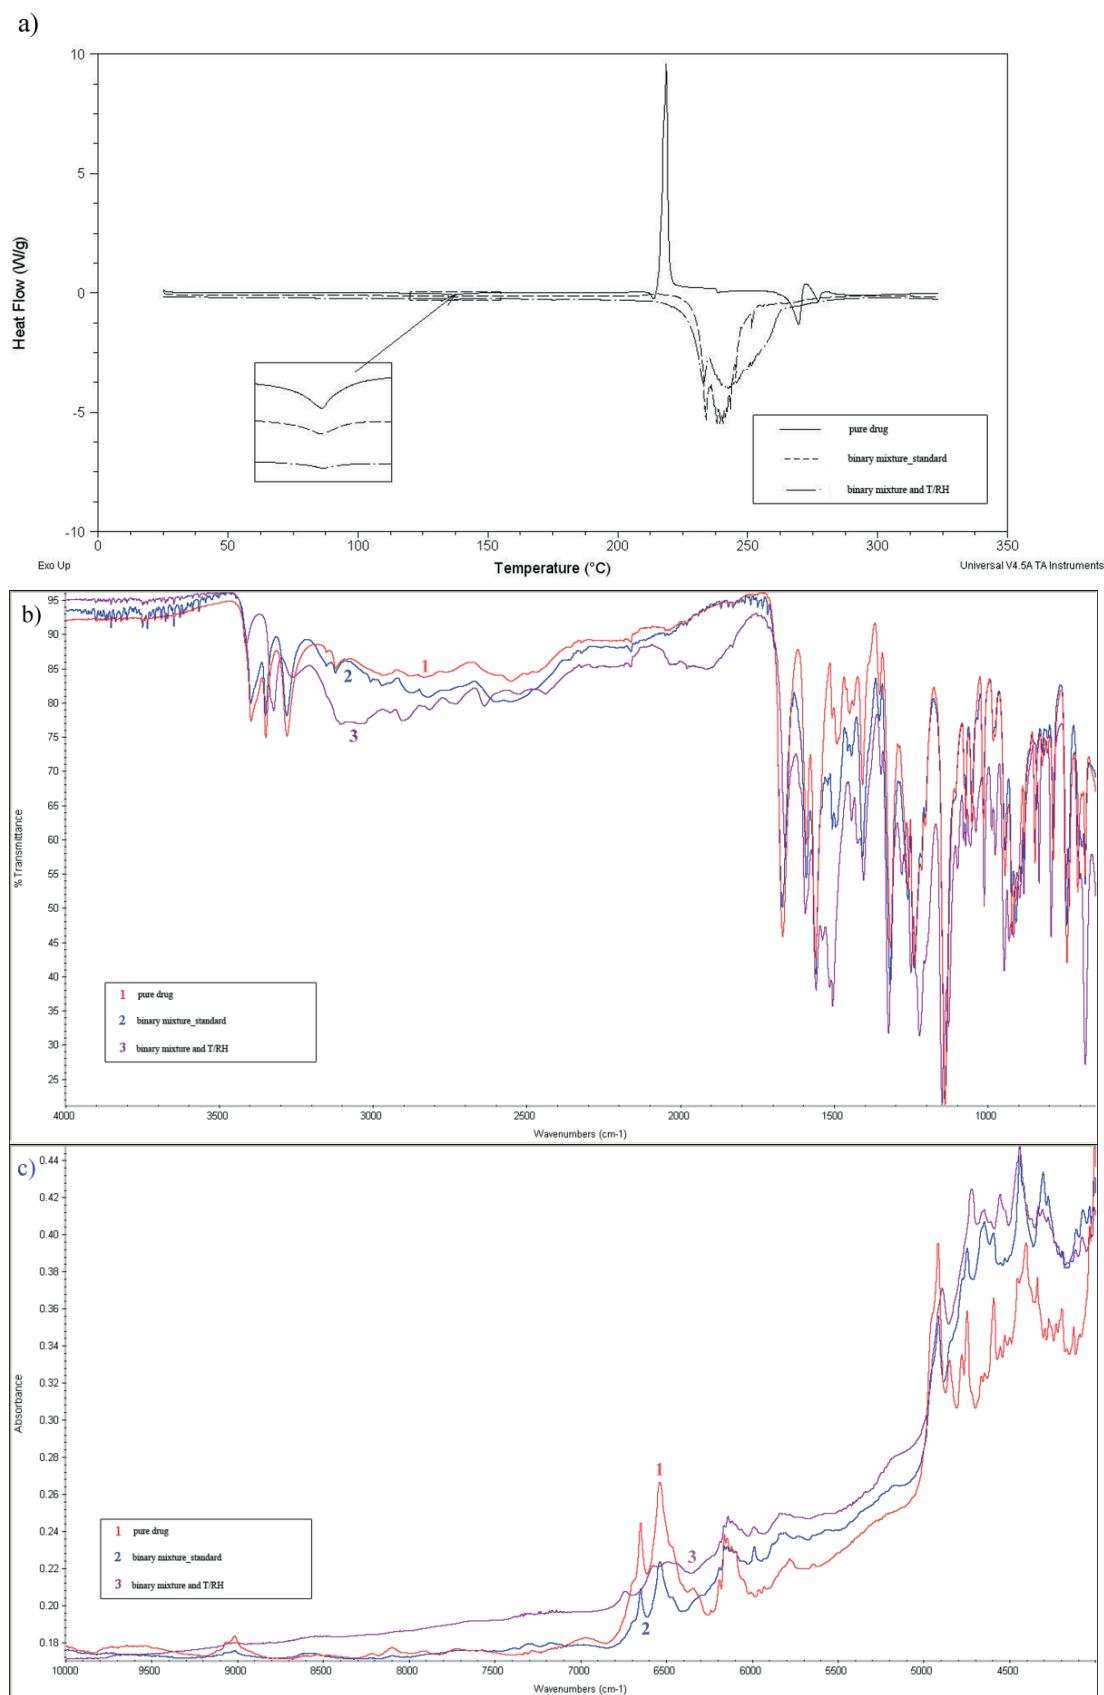 a)
10
5
0
-5
-10
Heat Flow (W/g)
pure drug
binary mixture_standard
binary mixture and T/RH
0 50 100 150 200 250 300 350
Exo Up
Temperature (°C)
Universal V4.5A TA Instruments
b)
95
90
85
80
75
70
65
60
55
50
45
40
35
30
25
% Transmittance
1
2
3
1 pure drug
2 binary mixture_standard
3 binary mixture and T/RH
4000 3500 3000 2500 2000 1500 1000
Wavenumbers (cm-1)
c)
0.44
0.42
0.40
0.38
0.36
0.34
0.32
0.30
0.28
0.26
0.24
0.22
0.20
0.18
Absorbance
1
3
2
1 pure drug
2 binary mixture_standard
3 binary mixture and T/RH
10000 9500 9000 8500 8000 7500 7000 6500 6000 5500 5000 4500
Wavenumbers (cm-1)